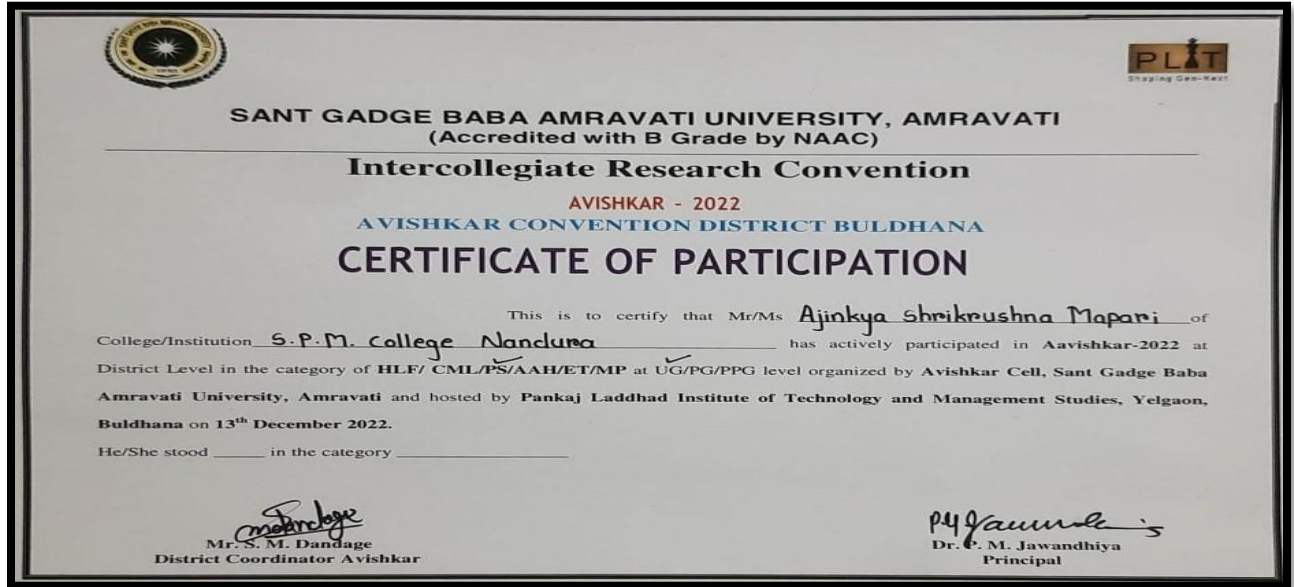 PLIT
Shaping Gen-Next
SANT GADGE BABA AMRAVATI UNIVERSITY, AMRAVATI
(Accredited with B Grade by NAAC)
Intercollegiate Research Convention
AVISHKAR - 2022
AVISHKAR CONVENTION DISTRICT BULDHANA
CERTIFICATE OF PARTICIPATION
This is to certify that Mr/Ms Ajinkya Shrikrushna Mapari of
College/Institution S.P.M. College Nandura has actively participated in Aavishkar-2022 at
District Level in the category of HLF/ CML/PS/AAH/ET/MP at UG/PG/PPG level organized by Avishkar Cell, Sant Gadge Baba
Amravati University, Amravati and hosted by Pankaj Laddhad Institute of Technology and Management Studies, Yelgaon,
Buldhana on 13th December 2022.
He/She stood _____ in the category _____
Mr. S. M. Dandage
District Coordinator Avishkar
Dr. P. M. Jawandhiya
Principal